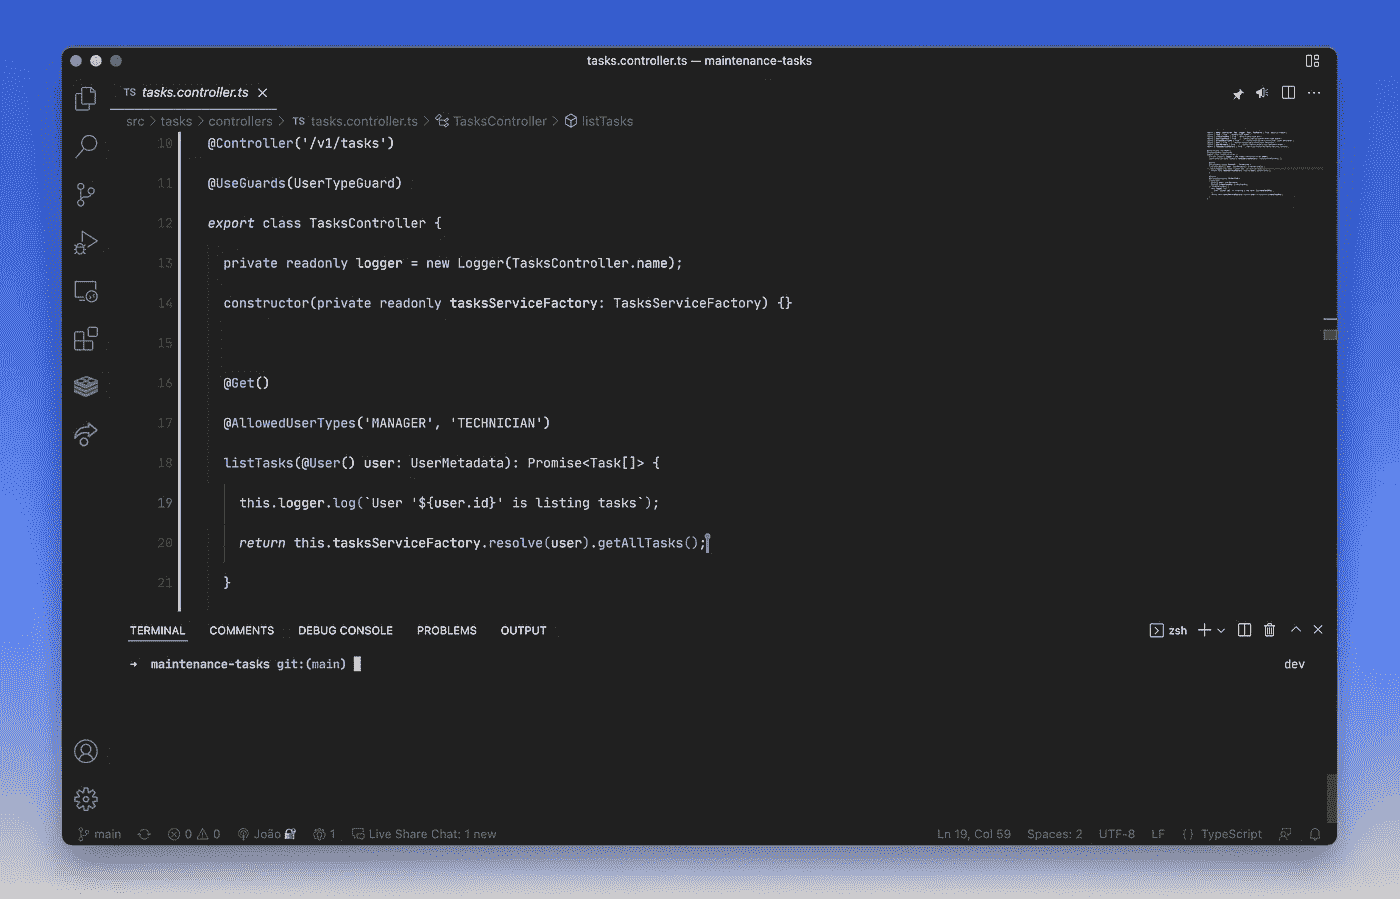 tasks.controller.ts — maintenance-tasks
TS tasks.controller.ts
src > tasks > controllers > TS tasks.controller.ts > TasksController > listTasks
10 @Controller('/v1/tasks')
11 @UseGuards(UserTypeGuard)
12 export class TasksController {
13 private readonly logger = new Logger(TasksController.name);
14 constructor(private readonly tasksServiceFactory: TasksServiceFactory) {}
15
16 @Get()
17 @AllowedUserTypes('MANAGER', 'TECHNICIAN')
18 listTasks(@User() user: UserMetadata): Promise<Task[]> {
19 this.logger.log(`User '${user.id}' is listing tasks`);
20 return this.tasksServiceFactory.resolve(user).getAllTasks();
21 }
TERMINAL COMMENTS DEBUG CONSOLE PROBLEMS OUTPUT zsh
→ maintenance-tasks git:(main) dev
main 0 0 João 1 Live Share Chat: 1 new Ln 19, Col 59 Spaces: 2 UTF-8 LF {} TypeScript